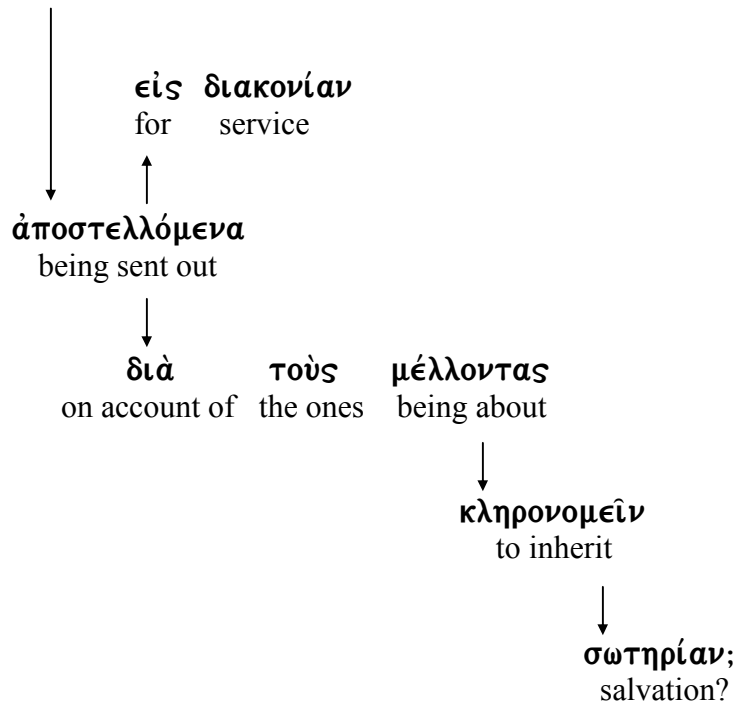 εἰς διακονίαν
for service
ἀποστελλόμενα
being sent out
διὰ τοὺς μέλλοντας
on account of the ones being about
κληρονομεῖν
to inherit
σωτηρίαν;
salvation?